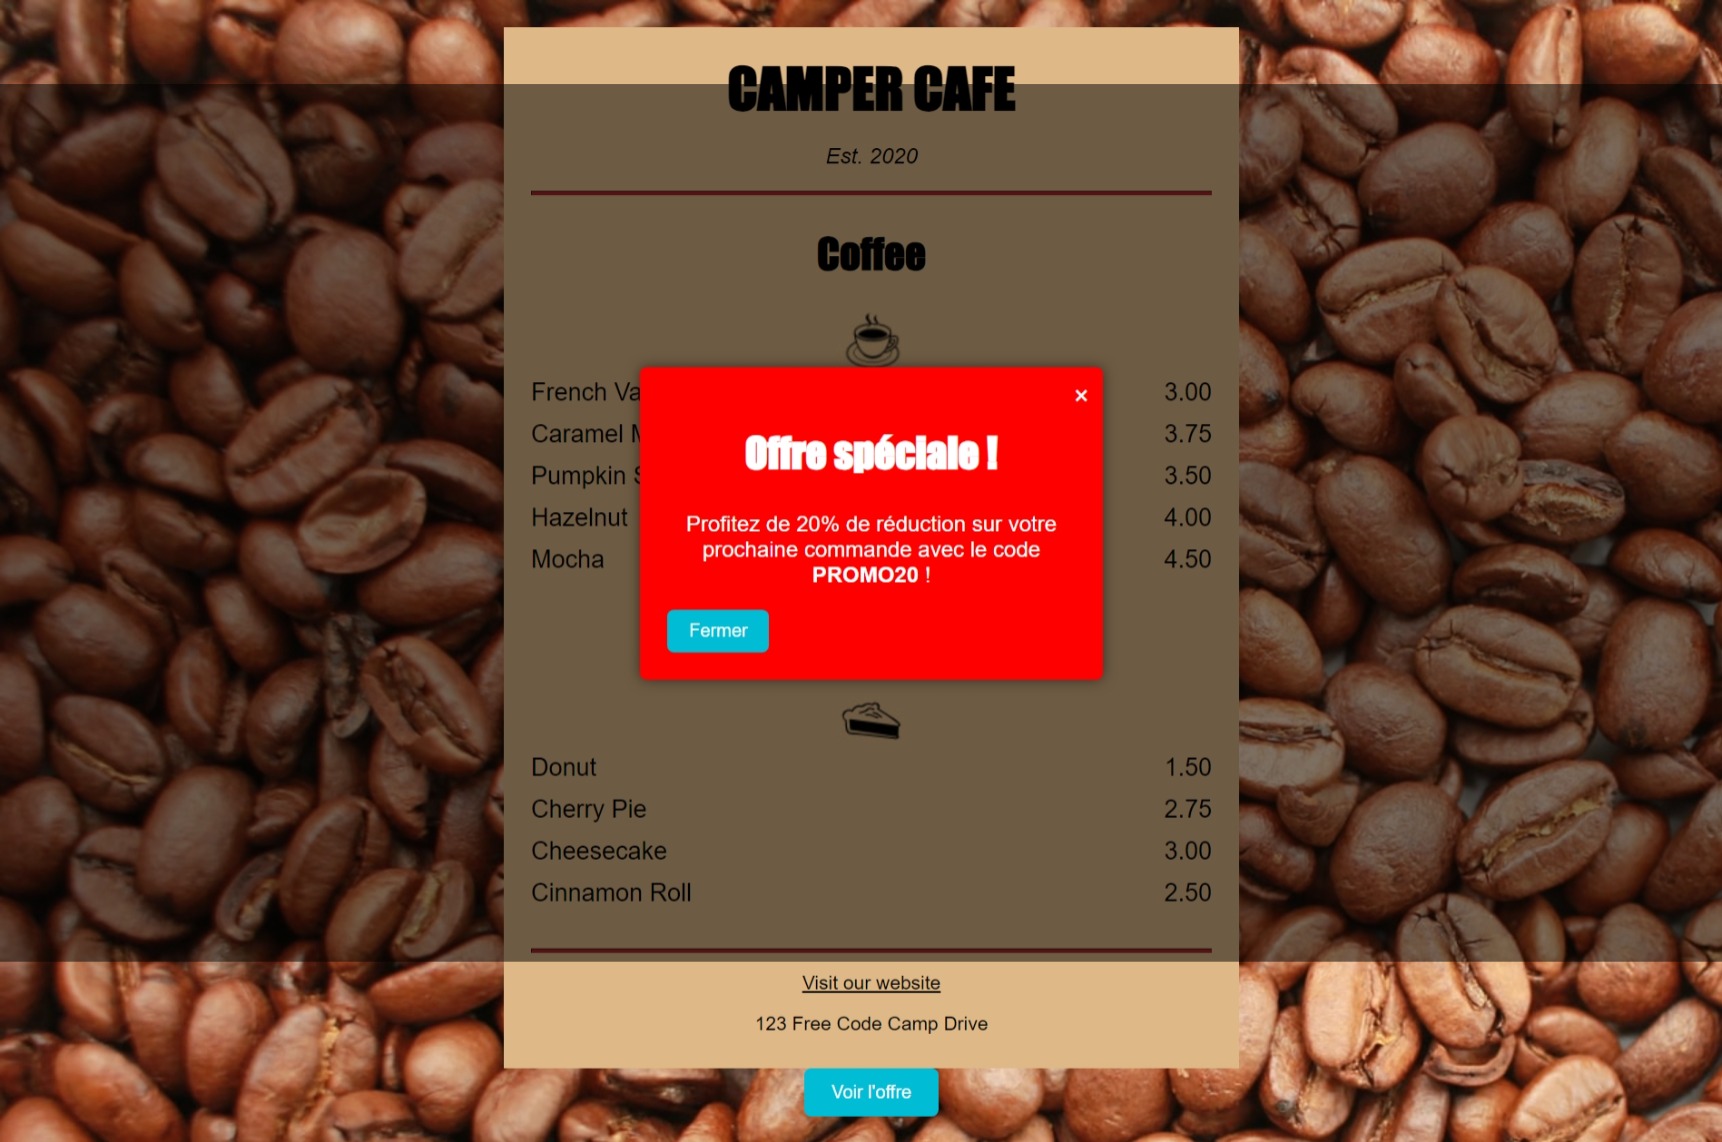 CAMPER CAFE
Est. 2020
Coffee
French Va
3.00
Caramel
3.75
Pumpkin
3.50
Hazelnut
4.00
Mocha
4.50
×
Offre spéciale !
Profitez de 20% de réduction sur votre
prochaine commande avec le code
PROMO20 !
Fermer
Donut
1.50
Cherry Pie
2.75
Cheesecake
3.00
Cinnamon Roll
2.50
Visit our website
123 Free Code Camp Drive
Voir l'offre